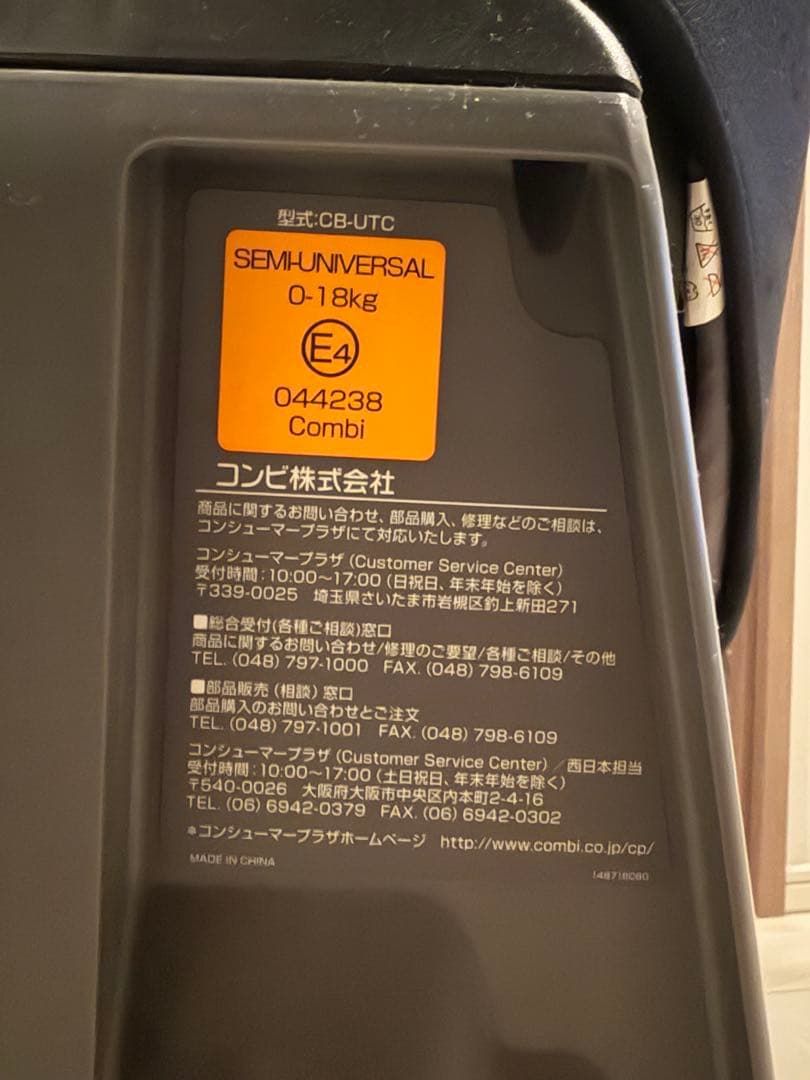 型式:CB-UTC
SEMI-UNIVERSAL
0-18kg
E4
044238
Combi
コンビ株式会社
商品に関するお問い合わせ、部品購入、修理などのご相談は、
コンシューマープラザにて対応いたします。
コンシューマープラザ (Customer Service Center)
受付時間:10:00~17:00 (日祝日、年末年始を除く)
〒339-0025 埼玉県さいたま市岩槻区釣上新田271
■総合受付(各種ご相談)窓口
商品に関するお問い合わせ/修理のご要望/各種ご相談/その他
TEL. (048) 797-1000 FAX. (048) 798-6109
■部品販売 (相談) 窓口
部品購入のお問い合わせとご注文
TEL. (048) 797-1001 FAX. (048) 798-6109
コンシューマープラザ (Customer Service Center) / 西日本担当
受付時間:10:00~17:00 (土日祝日、年末年始を除く)
〒540-0026 大阪府大阪市中央区内本町2-4-16
TEL. (06) 6942-0379 FAX. (06) 6942-0302
*コンシューマープラザホームページ http://www.combi.co.jp/cp/
MADE IN CHINA